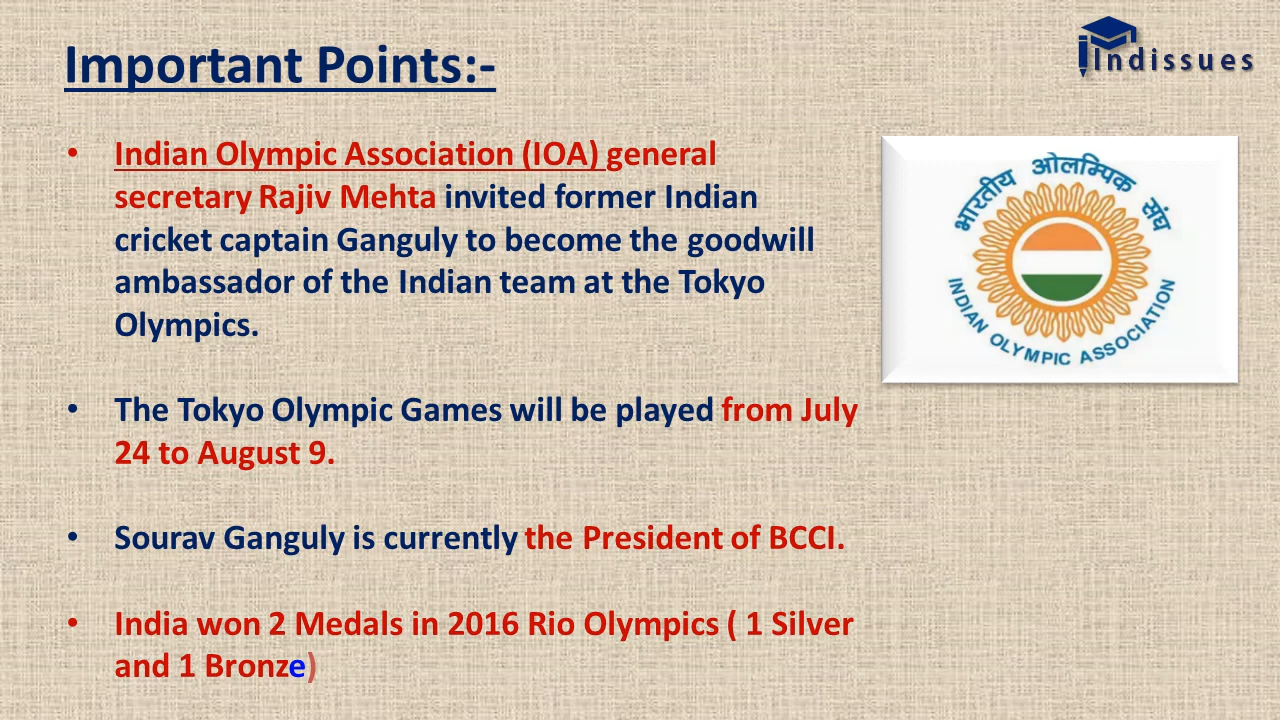 Important Points:-
Indissues
• Indian Olympic Association (IOA) general
secretary Rajiv Mehta invited former Indian
cricket captain Ganguly to become the goodwill
ambassador of the Indian team at the Tokyo
Olympics.
भारतीय ओलम्पिक संघ
INDIAN OLYMPIC ASSOCIATION
• The Tokyo Olympic Games will be played from July
24 to August 9.
• Sourav Ganguly is currently the President of BCCI.
• India won 2 Medals in 2016 Rio Olympics ( 1 Silver
and 1 Bronze)